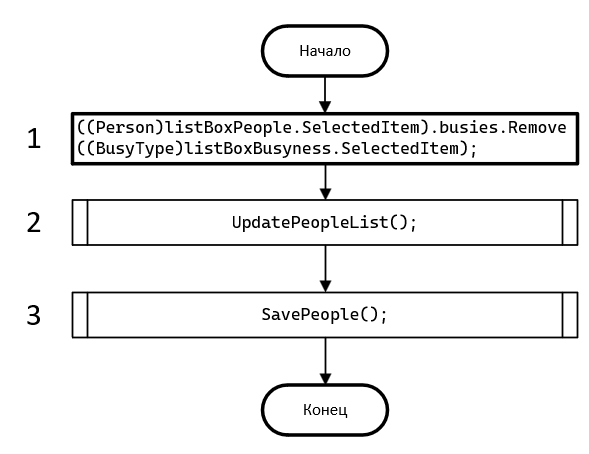 Начало
1
((Person)listBoxPeople.SelectedItem).busies.Remove
((BusyType)listBoxBusyness.SelectedItem);
2
UpdatePeopleList();
3
SavePeople();
Конец